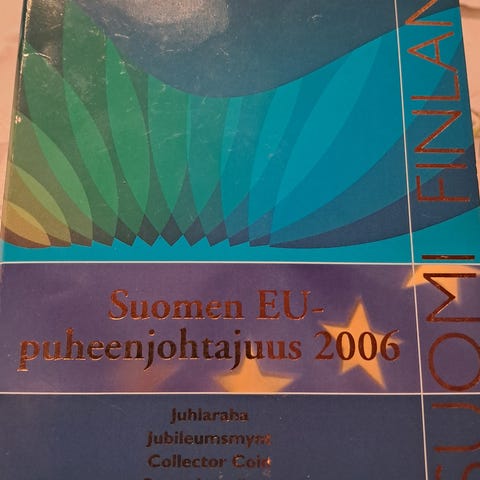 Suomen EU-
puheenjohtajuus 2006
Juhlaraha
Jubileumsmynt
Collector Coin
SUOMI FINLAN